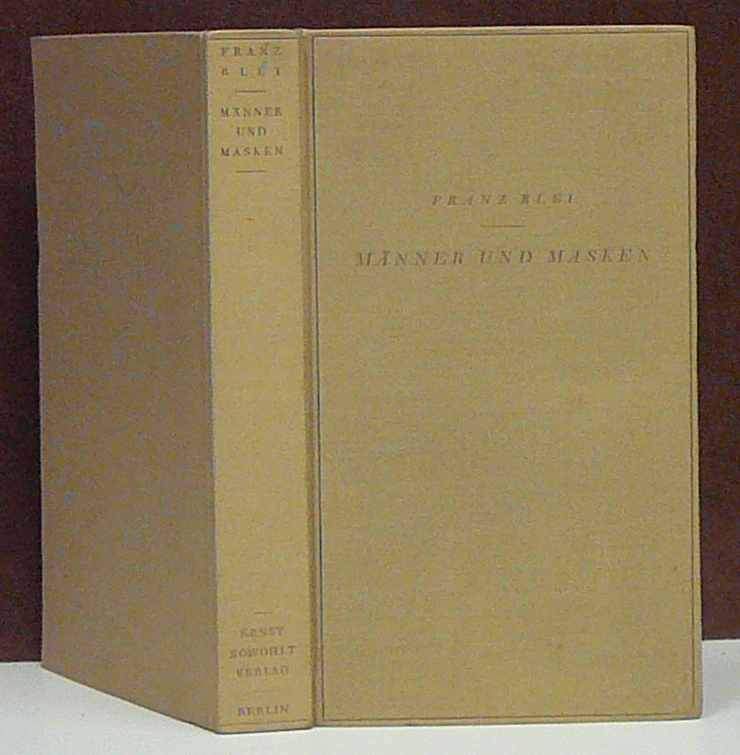 FRANZ
BLEI
MÄNNER
UND
MASKEN
ERNST
ROWOHLT
VERLAG
BERLIN
FRANZ BLEI
MÄNNER UND MASKEN